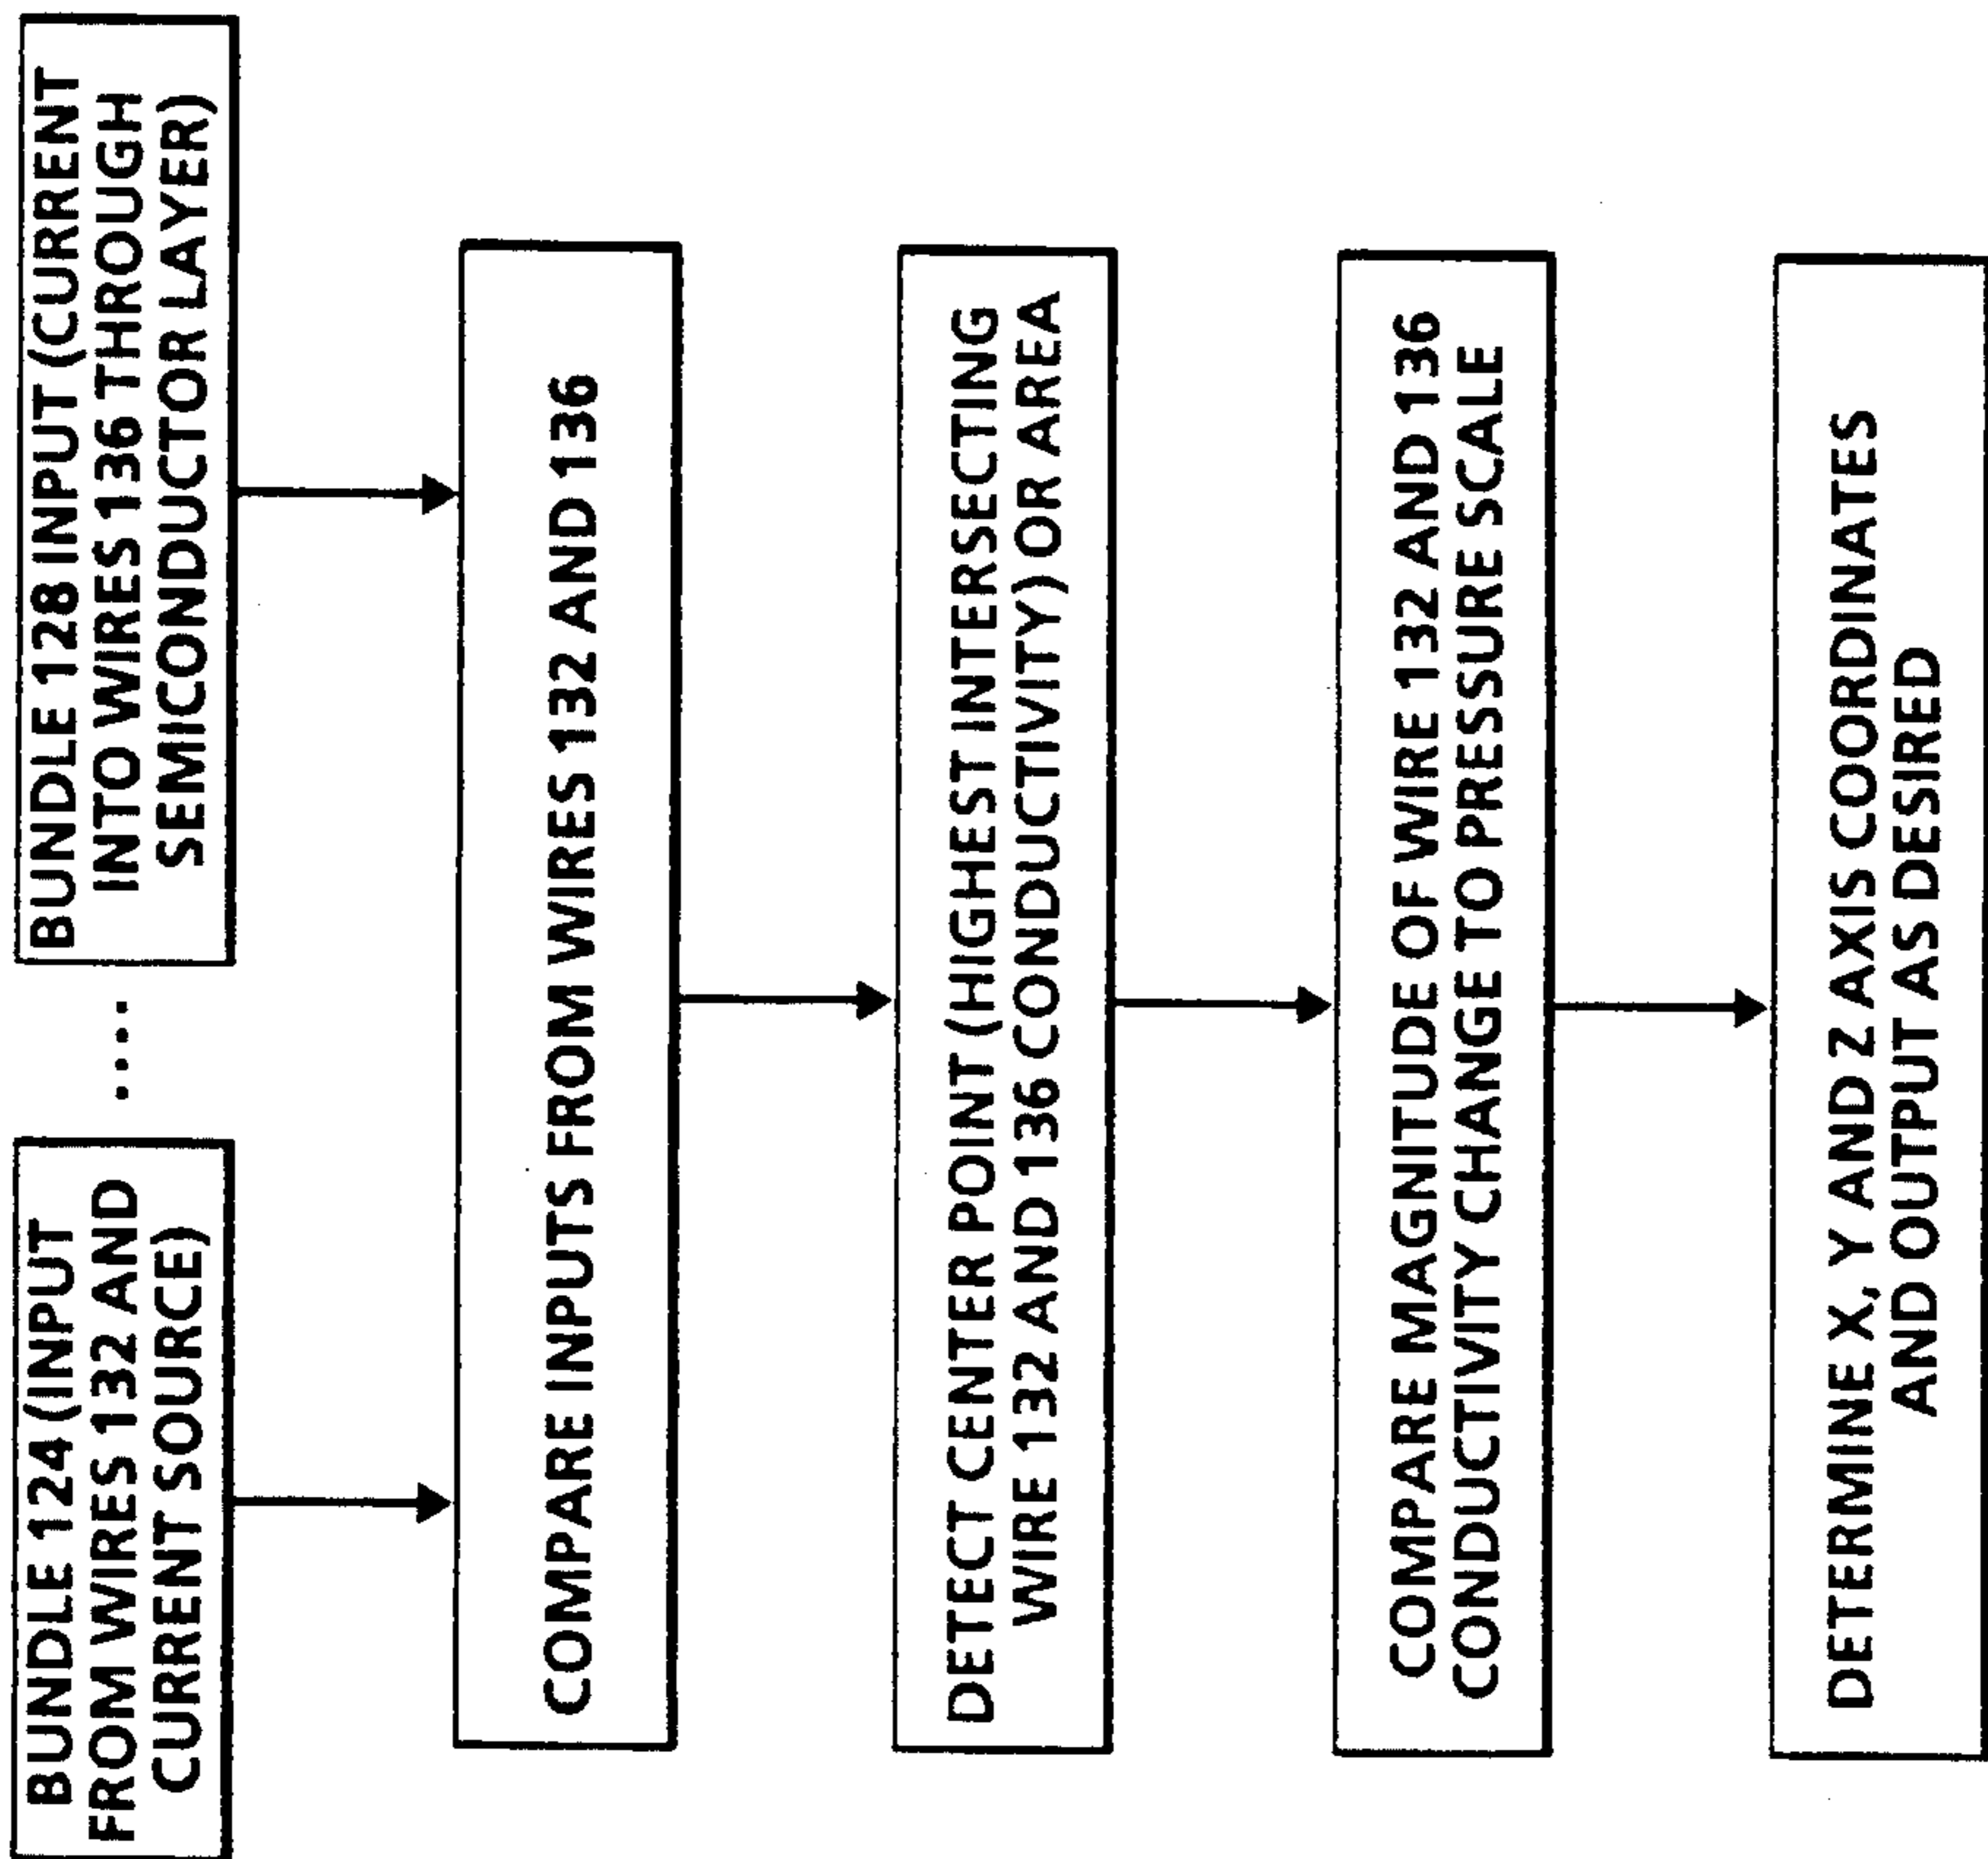 BUNDLE 124 (INPUT
FROM WIRES 132 AND
CURRENT SOURCE)
....
BUNDLE 128 INPUT (CURRENT
INTO WIRES 136 THROUGH
SEMICONDUCTOR LAYER)
COMPARE INPUTS FROM WIRES 132 AND 136
DETECT CENTER POINT (HIGHEST INTERSECTING
WIRE 132 AND 136 CONDUCTIVITY) OR AREA
COMPARE MAGNITUDE OF WIRE 132 AND 136
CONDUCTIVITY CHANGE TO PRESSURE SCALE
DETERMINE X, Y AND Z AXIS COORDINATES
AND OUTPUT AS DESIRED